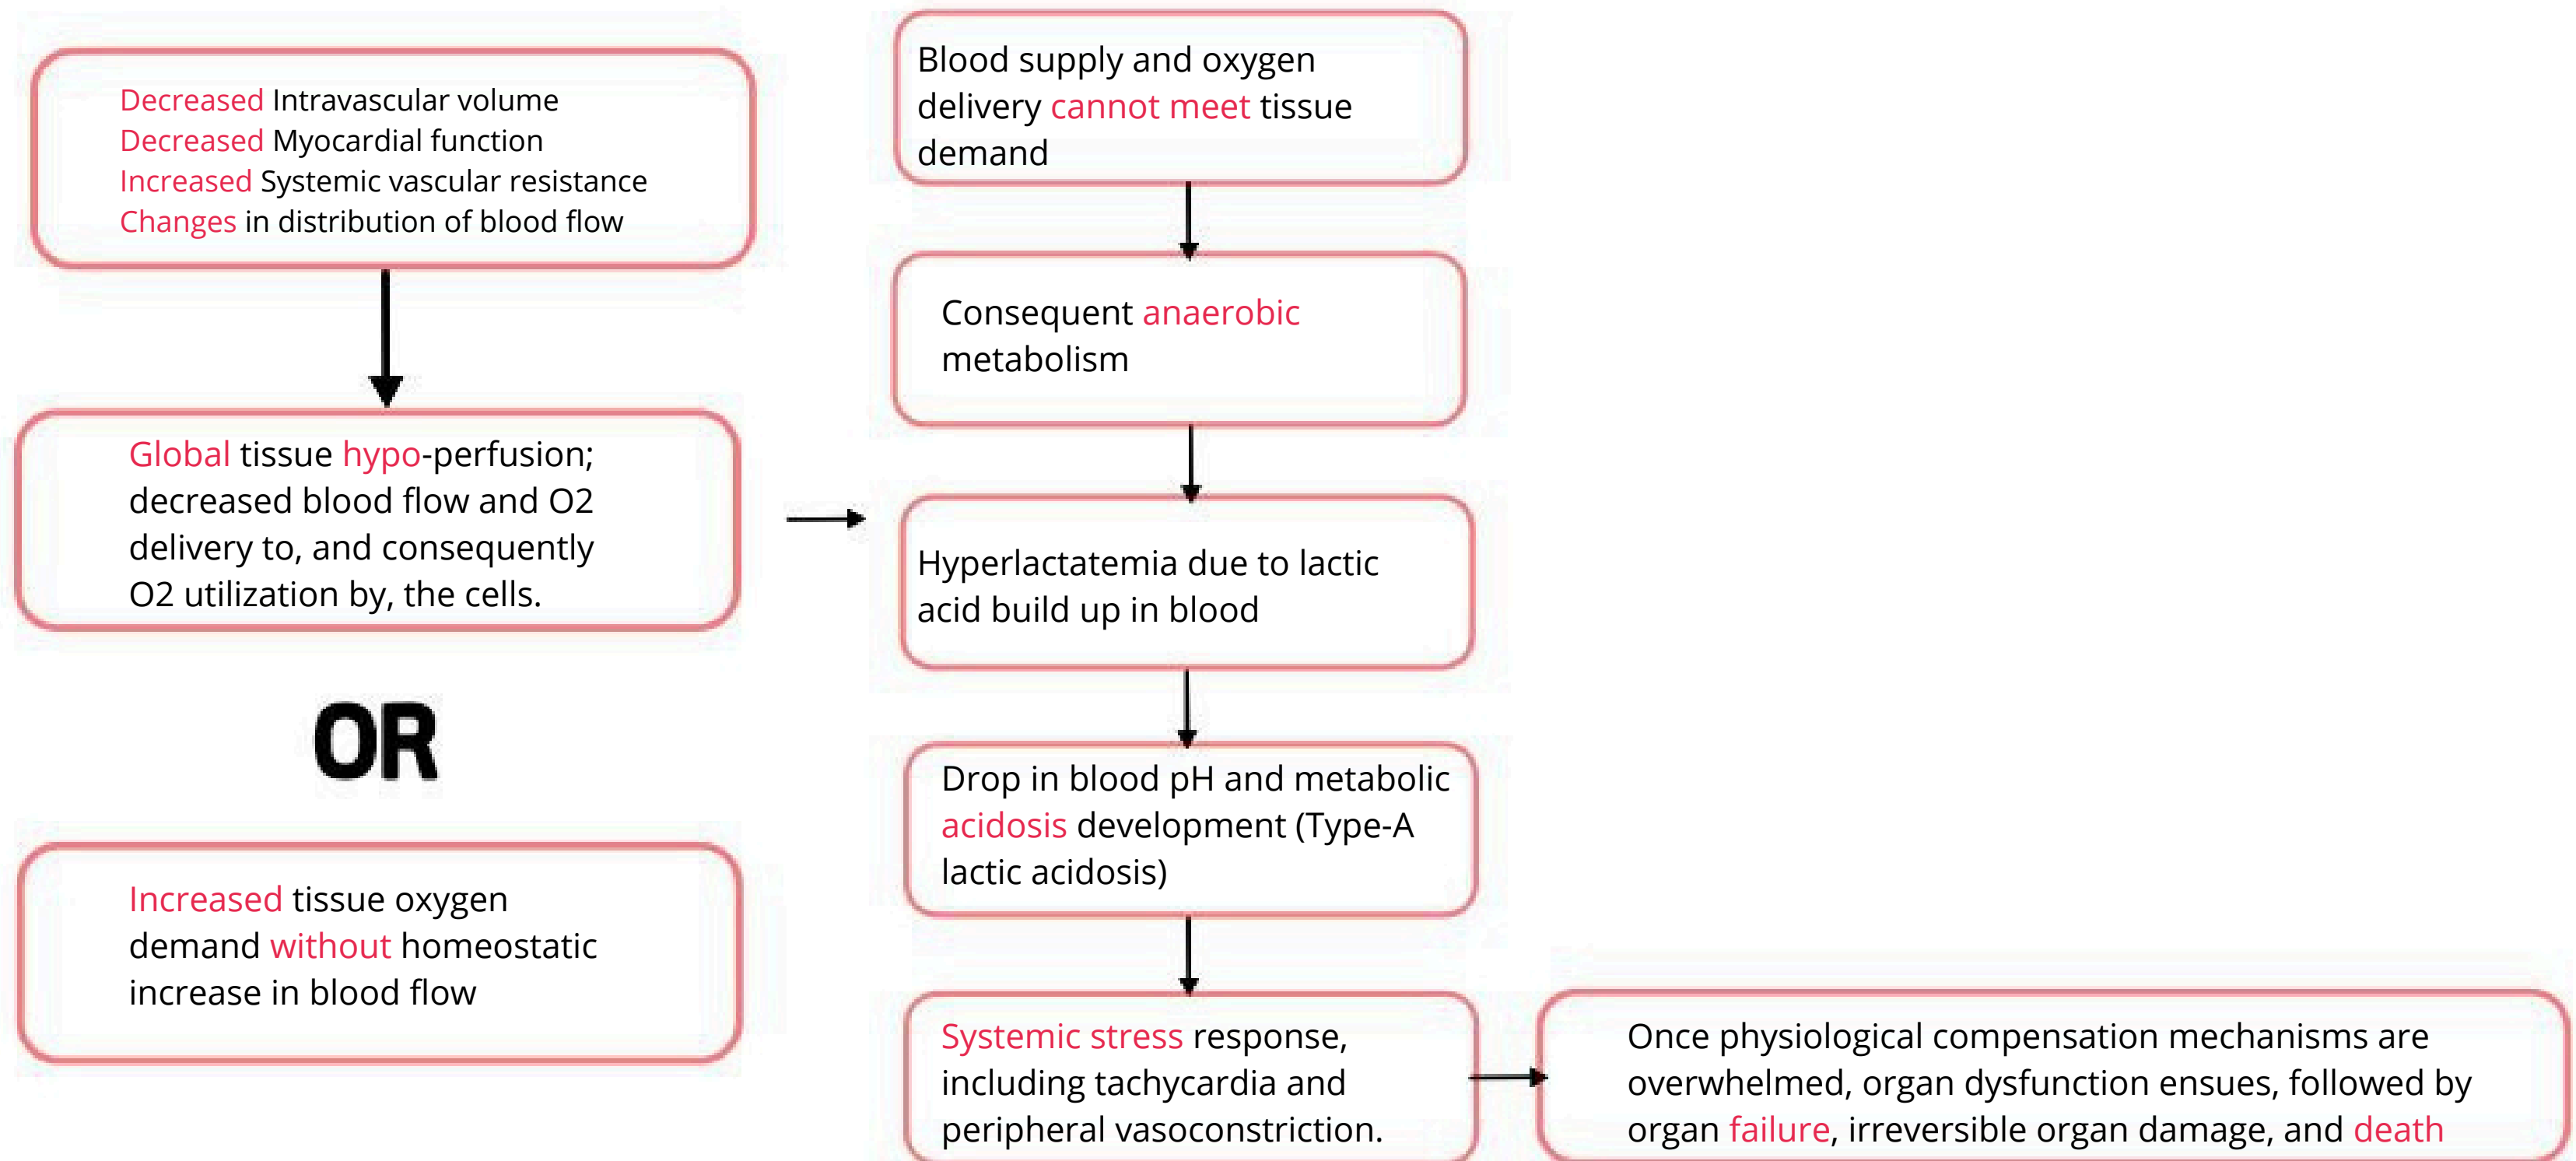 Decreased Intravascular volume
Decreased Myocardial function
Increased Systemic vascular resistance
Changes in distribution of blood flow
Global tissue hypo-perfusion;
decreased blood flow and O2
delivery to, and consequently
O2 utilization by, the cells.
OR
Increased tissue oxygen
demand without homeostatic
increase in blood flow
Blood supply and oxygen
delivery cannot meet tissue
demand
Consequent anaerobic
metabolism
Hyperlactatemia due to lactic
acid build up in blood
Drop in blood pH and metabolic
acidosis development (Type-A
lactic acidosis)
Systemic stress response,
including tachycardia and
peripheral vasoconstriction.
Once physiological compensation mechanisms are
overwhelmed, organ dysfunction ensues, followed by
organ failure, irreversible organ damage, and death